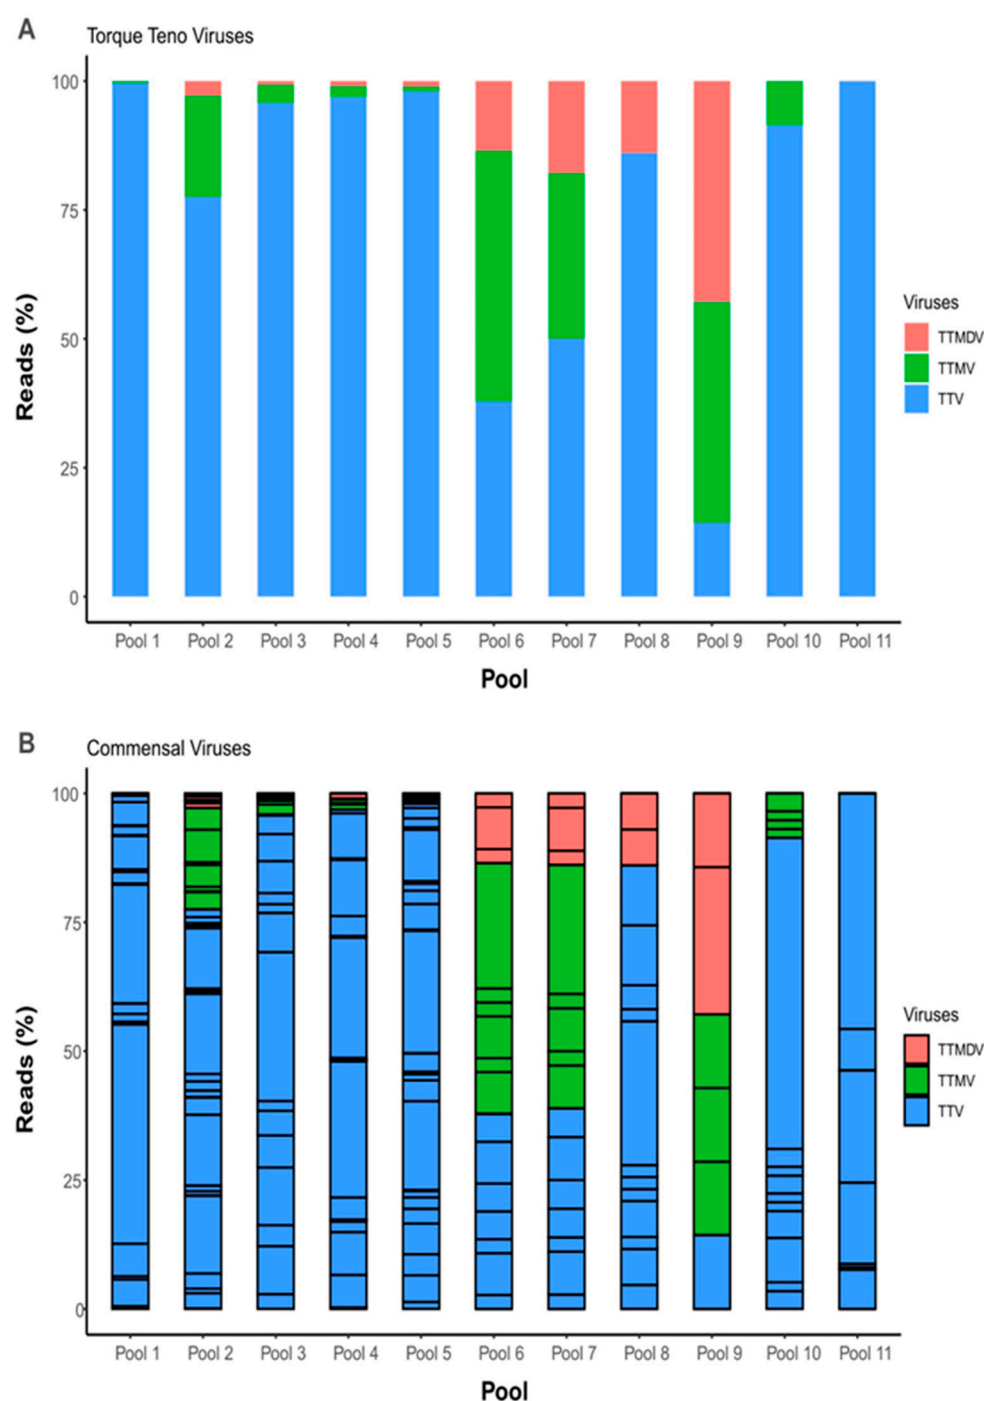 A
Torque Teno Viruses
100
75
50
25
0
Reads (%)
Pool 1 Pool 2 Pool 3 Pool 4 Pool 5 Pool 6 Pool 7 Pool 8 Pool 9 Pool 10 Pool 11
Pool
Viruses
TTMDV
TTMV
TTV
B
Commensal Viruses
100
75
50
25
0
Reads (%)
Pool 1 Pool 2 Pool 3 Pool 4 Pool 5 Pool 6 Pool 7 Pool 8 Pool 9 Pool 10 Pool 11
Pool
Viruses
TTMDV
TTMV
TTV